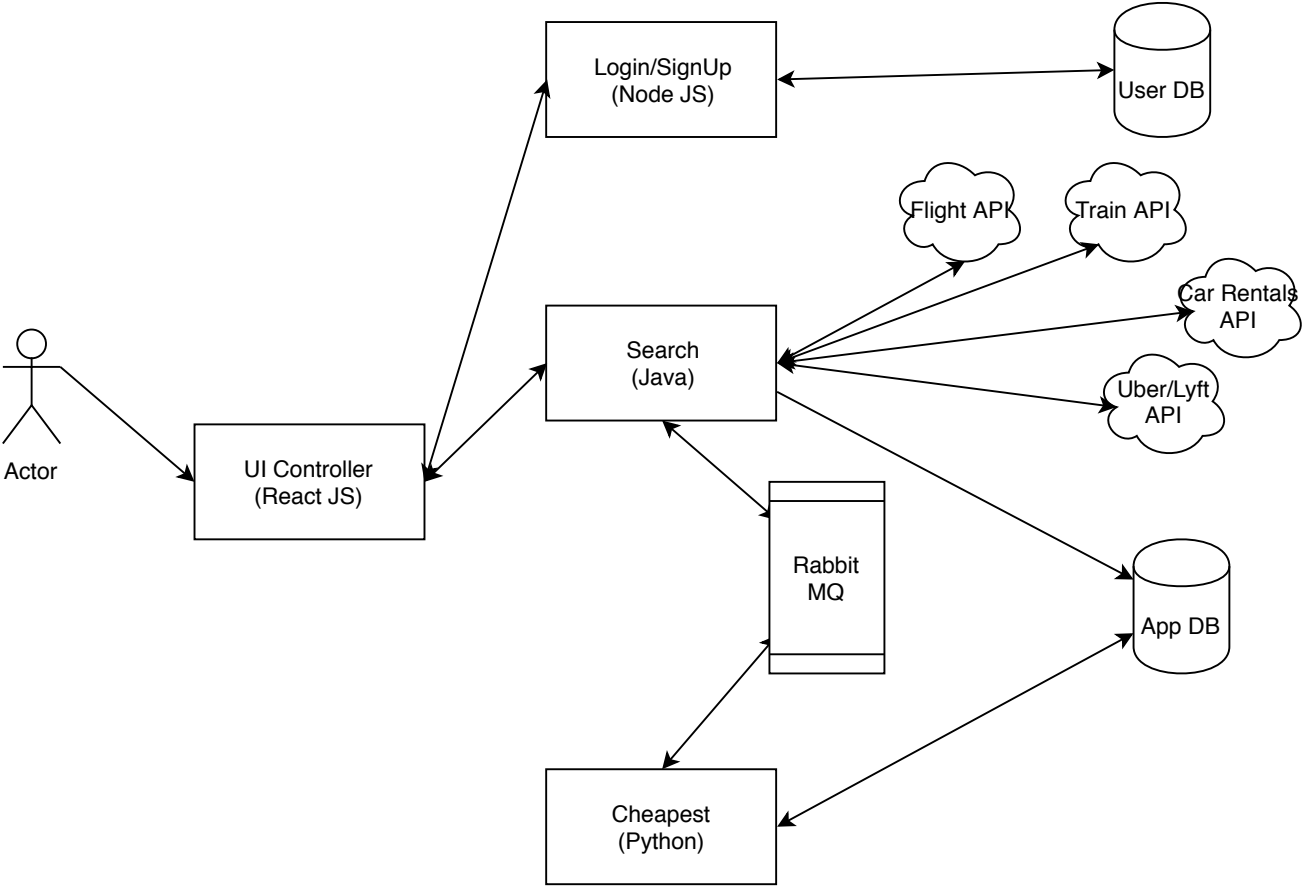 Login/SignUp
(Node JS)
User DB
Flight API
Train API
Car Rentals
API
Search
(Java)
Uber/Lyft
API
Actor
UI Controller
(React JS)
Rabbit
MQ
App DB
Cheapest
(Python)